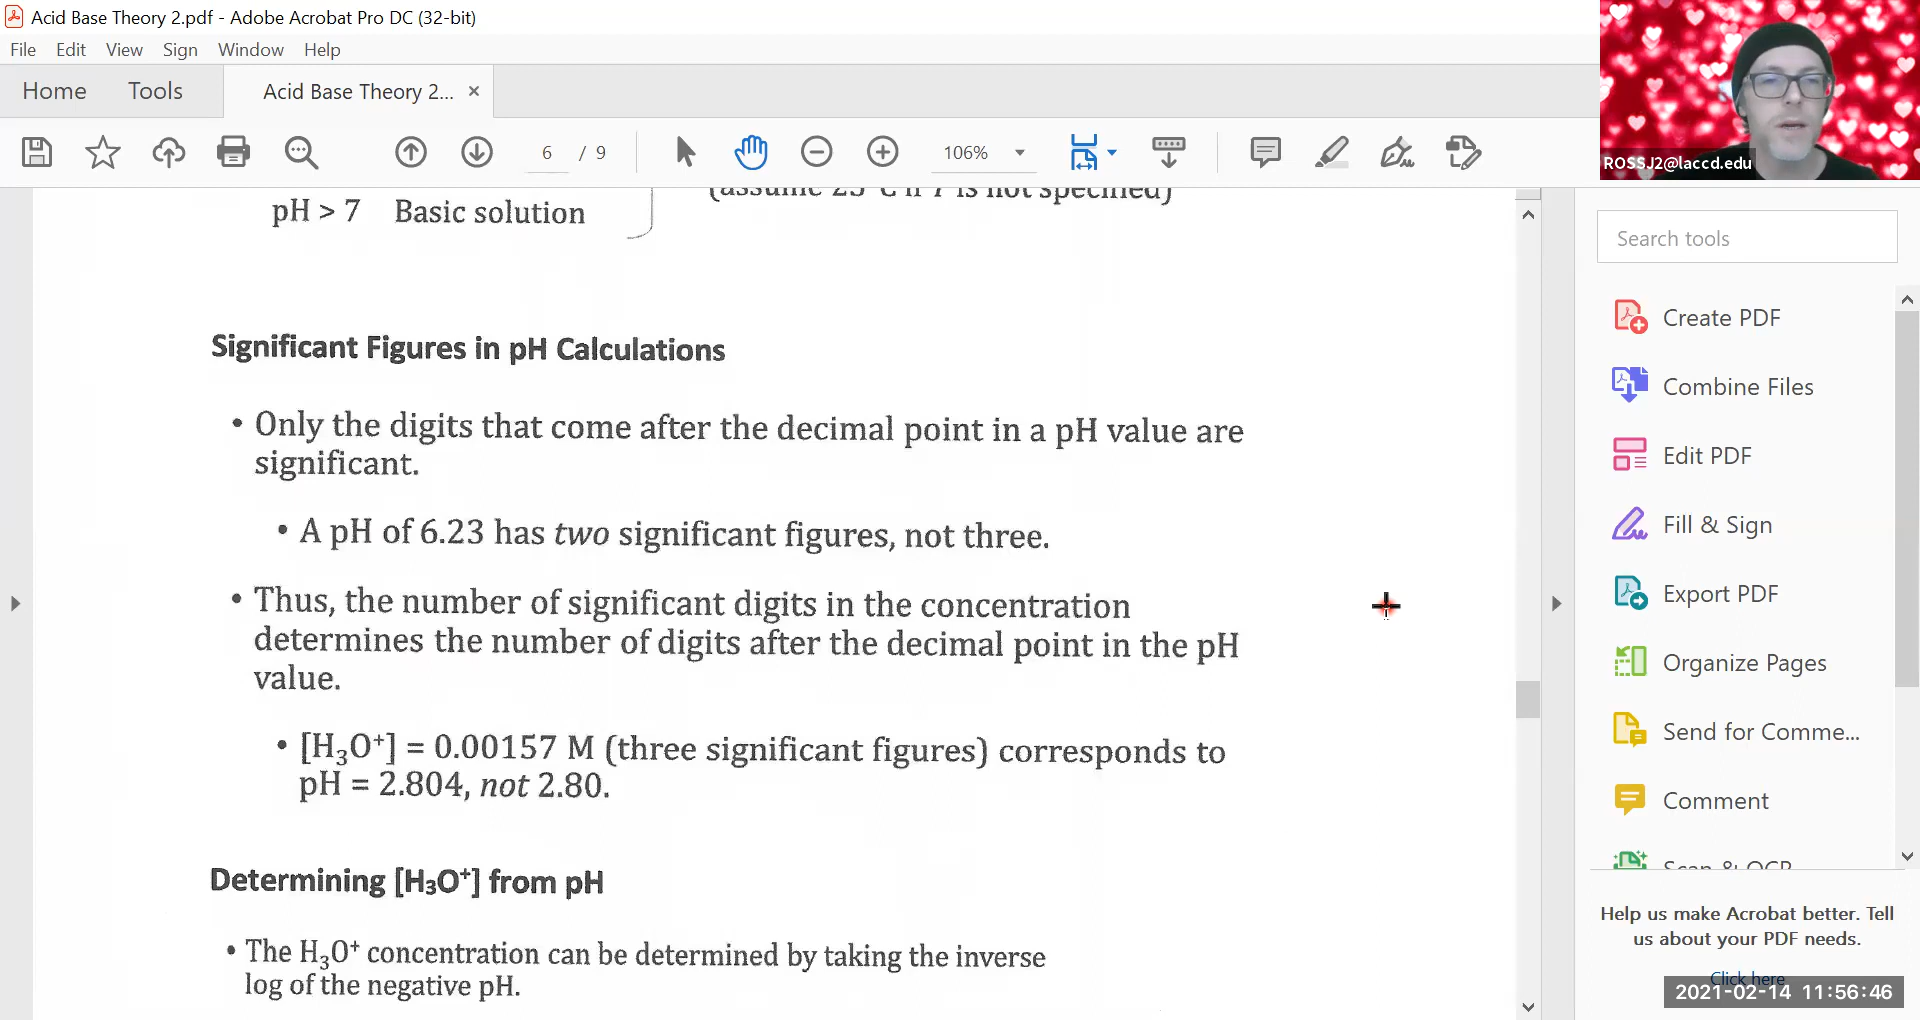 Acid Base Theory 2.pdf - Adobe Acrobat Pro DC (32-bit)
File Edit View Sign Window Help
Home Tools Acid Base Theory 2... ×
6 / 9 106%
ROSSJ2@laccd.edu
(assume 25 °C if T is not specified)
pH > 7 Basic solution
Significant Figures in pH Calculations
• Only the digits that come after the decimal point in a pH value are
significant.
• A pH of 6.23 has two significant figures, not three.
• Thus, the number of significant digits in the concentration
determines the number of digits after the decimal point in the pH
value.
• [H₃O⁺] = 0.00157 M (three significant figures) corresponds to
pH = 2.804, not 2.80.
Determining [H₃O⁺] from pH
• The H₃O⁺ concentration can be determined by taking the inverse
log of the negative pH.
Search tools
Create PDF
Combine Files
Edit PDF
Fill & Sign
Export PDF
Organize Pages
Send for Comme...
Comment
Scan & OCR
Help us make Acrobat better. Tell
us about your PDF needs.
Click here
2021-02-14 11:56:46